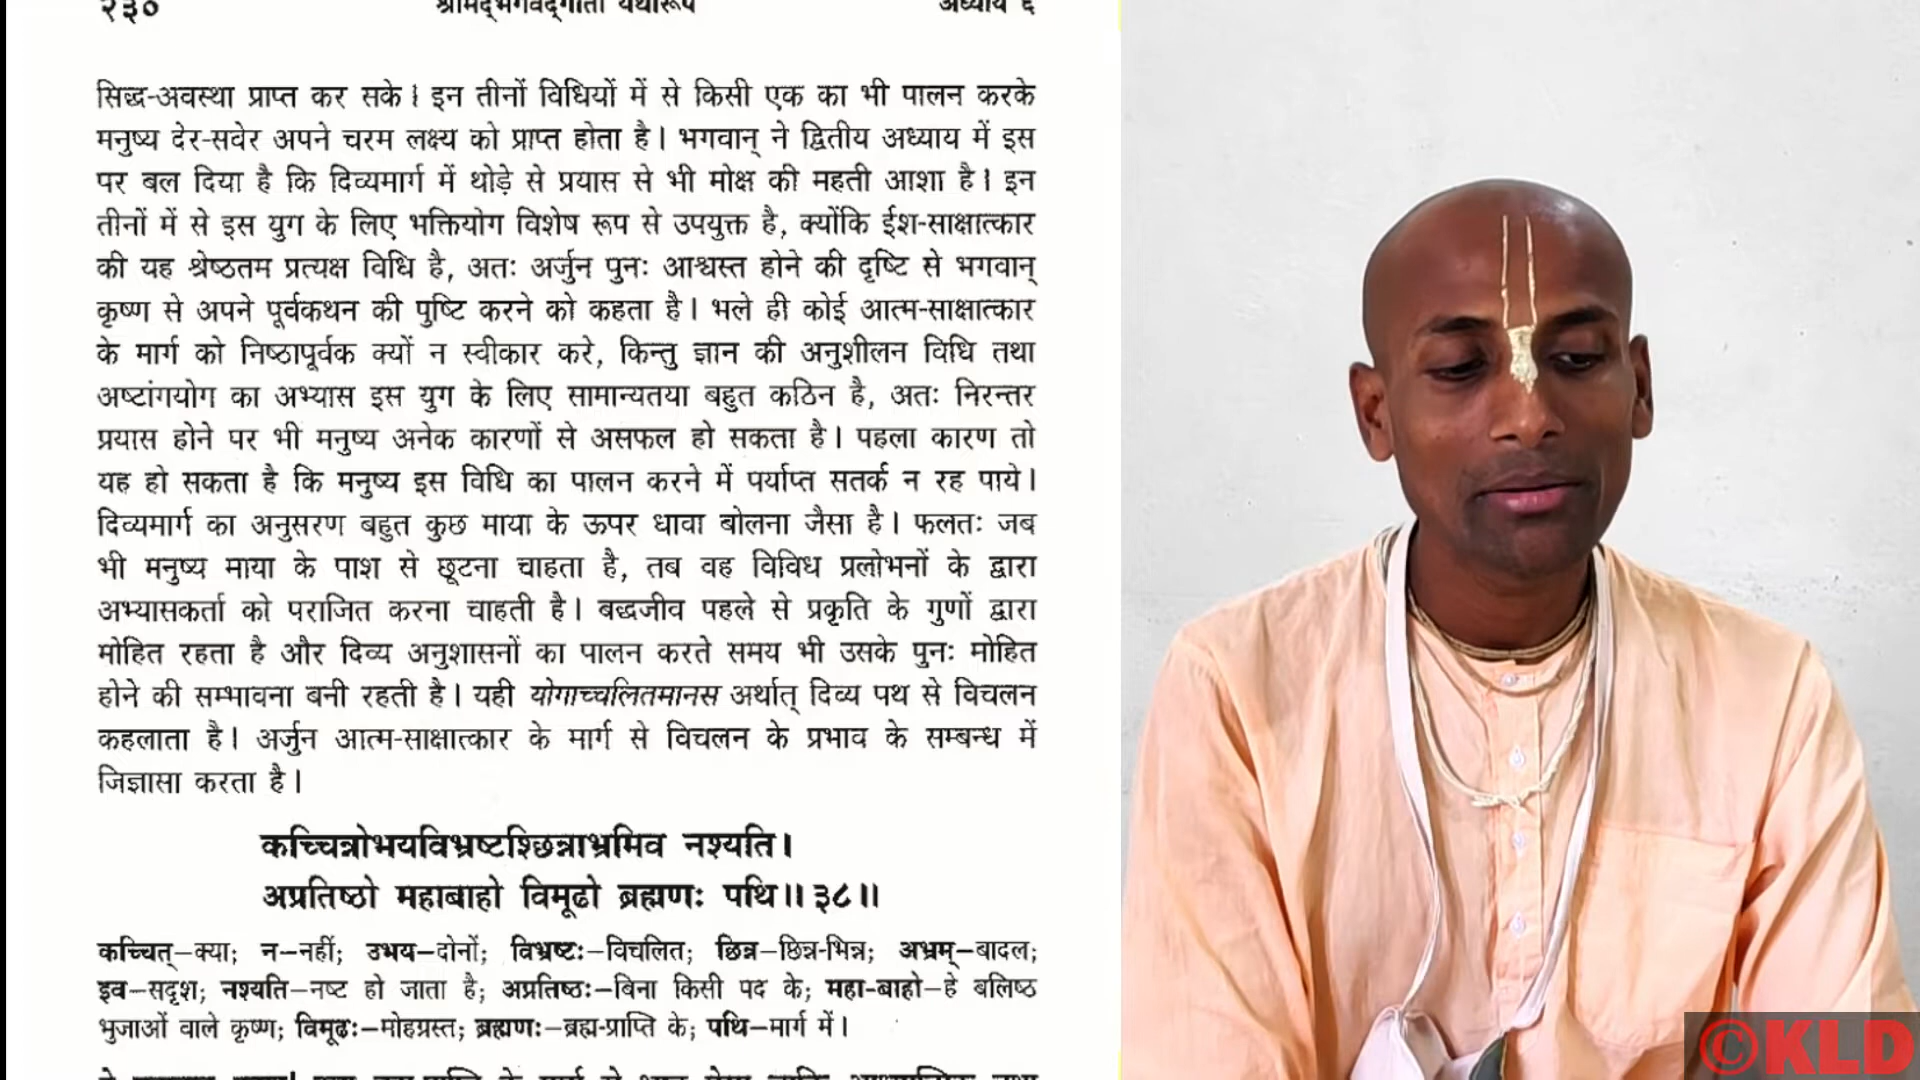 २३० श्रीमद्भगवद्गीता यथारूप अध्याय ६
सिद्ध-अवस्था प्राप्त कर सके। इन तीनों विधियों में से किसी एक का भी पालन करके
मनुष्य देर-सवेर अपने चरम लक्ष्य को प्राप्त होता है। भगवान् ने द्वितीय अध्याय में इस
पर बल दिया है कि दिव्यमार्ग में थोड़े से प्रयास से भी मोक्ष की महती आशा है। इन
तीनों में से इस युग के लिए भक्तियोग विशेष रूप से उपयुक्त है, क्योंकि ईश-साक्षात्कार
की यह श्रेष्ठतम प्रत्यक्ष विधि है, अतः अर्जुन पुनः आश्वस्त होने की दृष्टि से भगवान्
कृष्ण से अपने पूर्वकथन की पुष्टि करने को कहता है। भले ही कोई आत्म-साक्षात्कार
के मार्ग को निष्ठापूर्वक क्यों न स्वीकार करे, किन्तु ज्ञान की अनुशीलन विधि तथा
अष्टांगयोग का अभ्यास इस युग के लिए सामान्यतया बहुत कठिन है, अतः निरन्तर
प्रयास होने पर भी मनुष्य अनेक कारणों से असफल हो सकता है। पहला कारण तो
यह हो सकता है कि मनुष्य इस विधि का पालन करने में पर्याप्त सतर्क न रह पाये।
दिव्यमार्ग का अनुसरण बहुत कुछ माया के ऊपर धावा बोलना जैसा है। फलतः जब
भी मनुष्य माया के पाश से छूटना चाहता है, तब वह विविध प्रलोभनों के द्वारा
अभ्यासकर्ता को पराजित करना चाहती है। बद्धजीव पहले से प्रकृति के गुणों द्वारा
मोहित रहता है और दिव्य अनुशासनों का पालन करते समय भी उसके पुनः मोहित
होने की सम्भावना बनी रहती है। यही योगाच्चलितमानस अर्थात् दिव्य पथ से विचलन
कहलाता है। अर्जुन आत्म-साक्षात्कार के मार्ग से विचलन के प्रभाव के सम्बन्ध में
जिज्ञासा करता है।
कच्चिन्नोभयविभ्रष्टश्छिन्नाभ्रमिव नश्यति।
अप्रतिष्ठो महाबाहो विमूढो ब्रह्मणः पथि॥३८॥
कच्चित्–क्या; न–नहीं; उभय–दोनों; विभ्रष्टः–विचलित; छिन्न–छिन्न-भिन्न; अभ्रम्–बादल;
इव–सदृश; नश्यति–नष्ट हो जाता है; अप्रतिष्ठः–बिना किसी पद के; महा-बाहो–हे बलिष्ठ
भुजाओं वाले कृष्ण; विमूढः–मोहग्रस्त; ब्रह्मणः–ब्रह्म-प्राप्ति के; पथि–मार्ग में।
©KLD